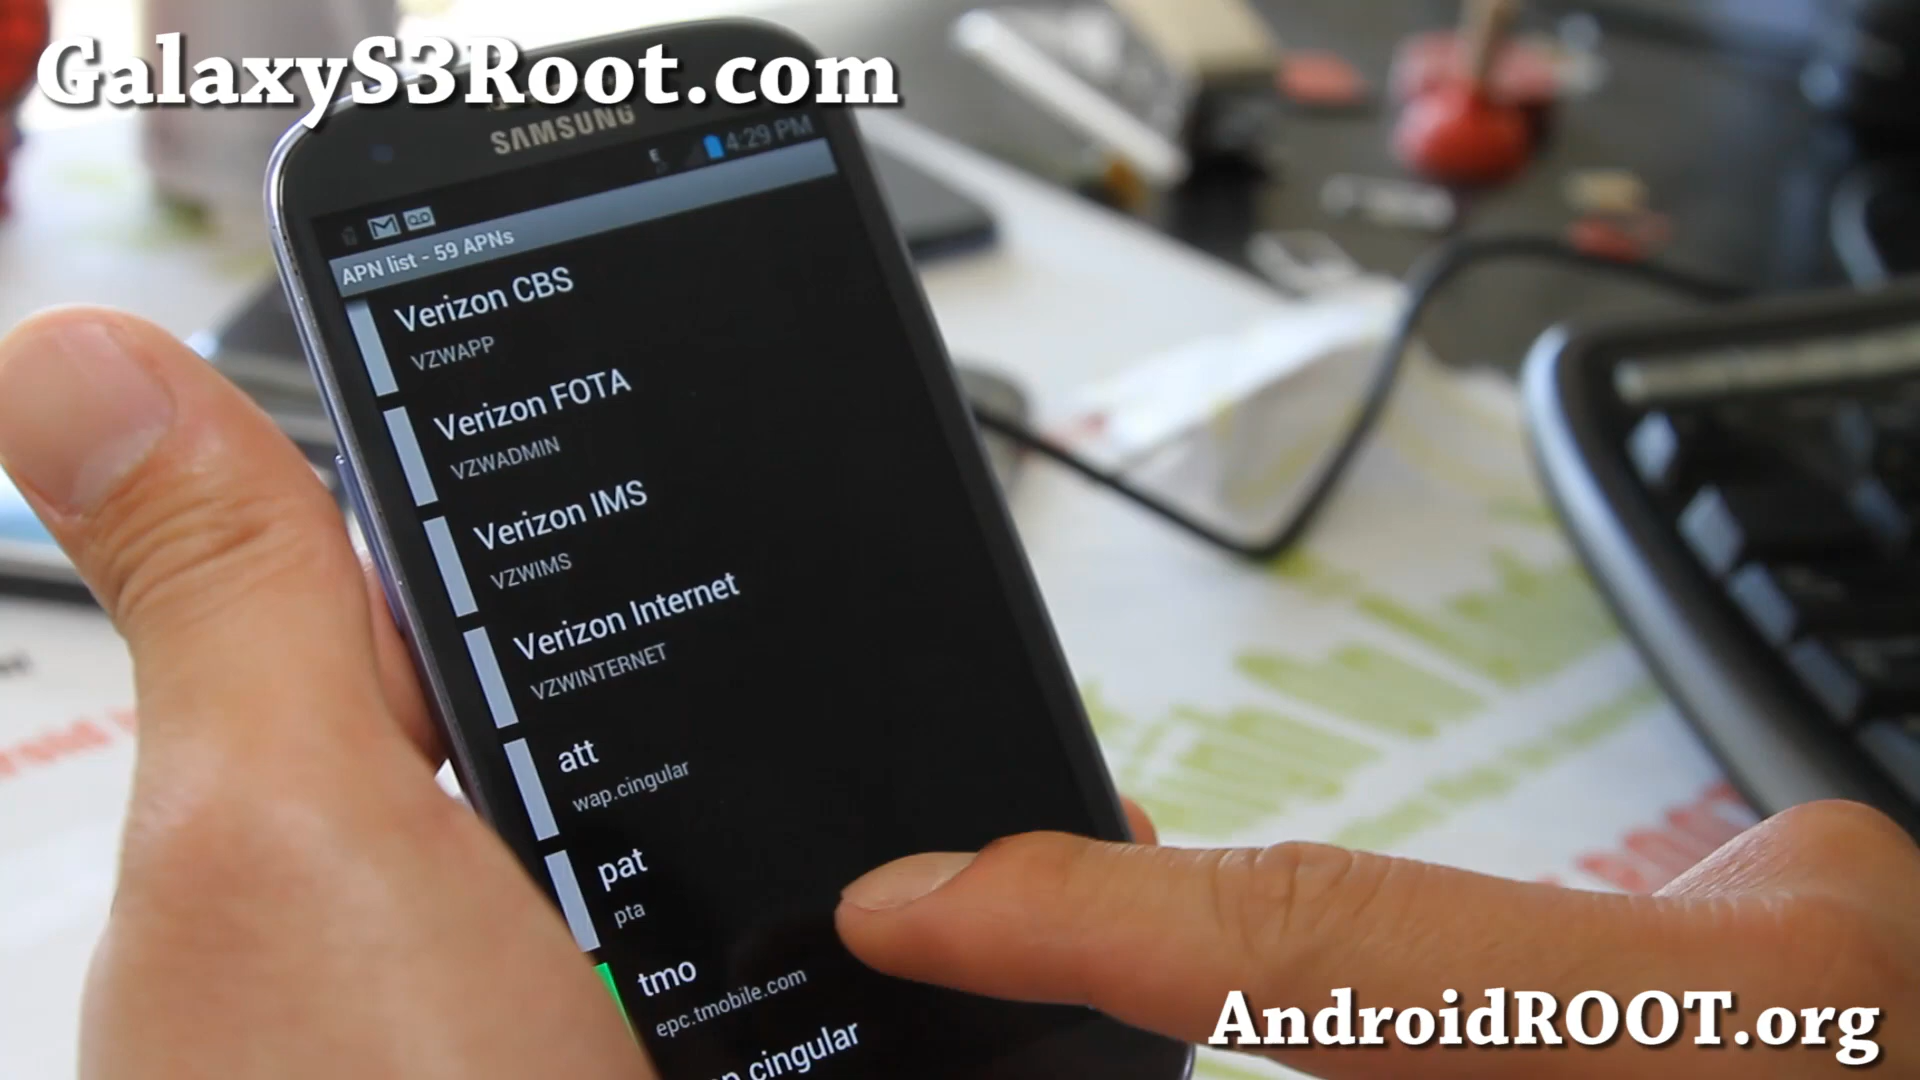 GalaxyS3Root.com
SAMSUNG
4:29 PM
APN list - 59 APNs
Verizon CBS
VZWAPP
Verizon FOTA
VZWADMIN
Verizon IMS
VZWIMS
Verizon Internet
VZWINTERNET
att
wap.cingular
pat
pta
tmo
epc.tmobile.com
cingular
AndroidROOT.org